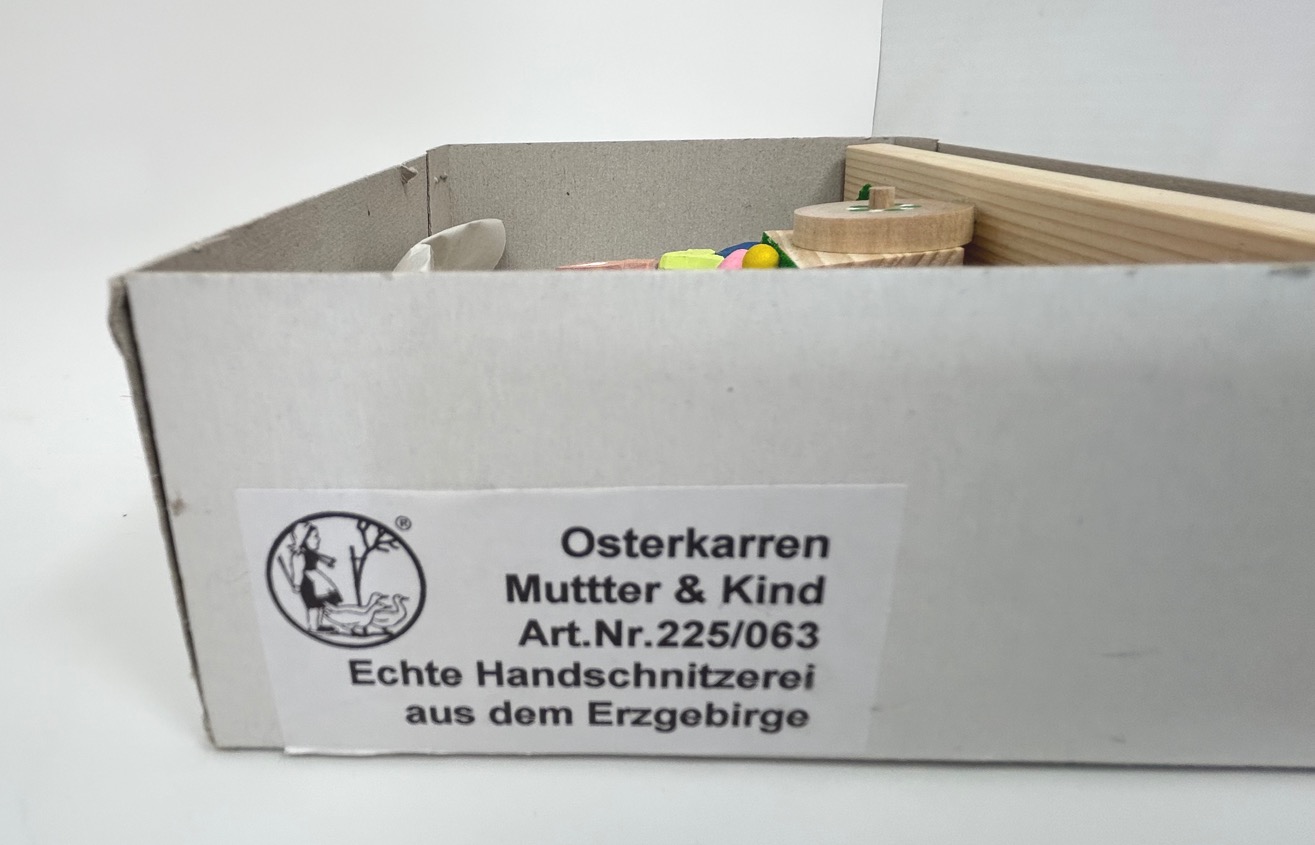 ®
Osterkarren
Muttter & Kind
Art.Nr.225/063
Echte Handschnitzerei
aus dem Erzgebirge